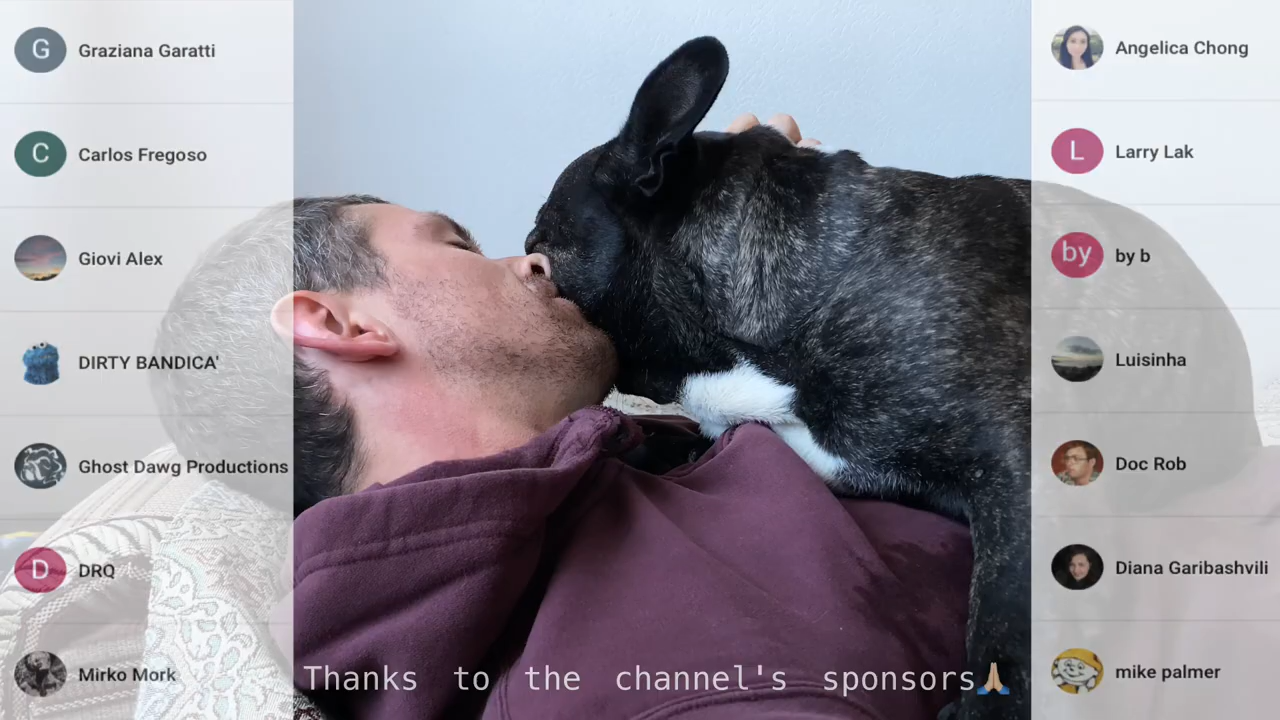 G Graziana Garatti
C Carlos Fregoso
Giovi Alex
DIRTY BANDICA'
Ghost Dawg Productions
D DRQ
Mirko Mork
Angelica Chong
L Larry Lak
by by b
Luisinha
Doc Rob
Diana Garibashvili
mike palmer
Thanks to the channel's sponsors🙏🏼